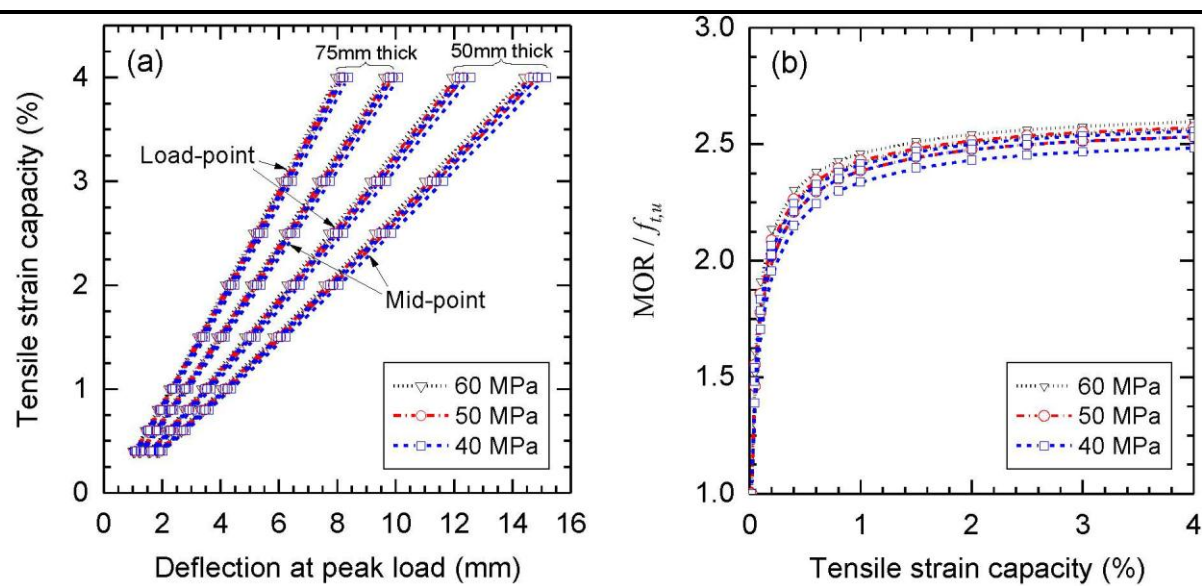 (a)
75mm thick
50mm thick
Load-point
Mid-point
Tensile strain capacity (%)
4
3
2
1
0
60 MPa
50 MPa
40 MPa
0 2 4 6 8 10 12 14 16
Deflection at peak load (mm)
(b)
MOR / f_{t,u}
3.0
2.5
2.0
1.5
1.0
60 MPa
50 MPa
40 MPa
0 1 2 3 4
Tensile strain capacity (%)